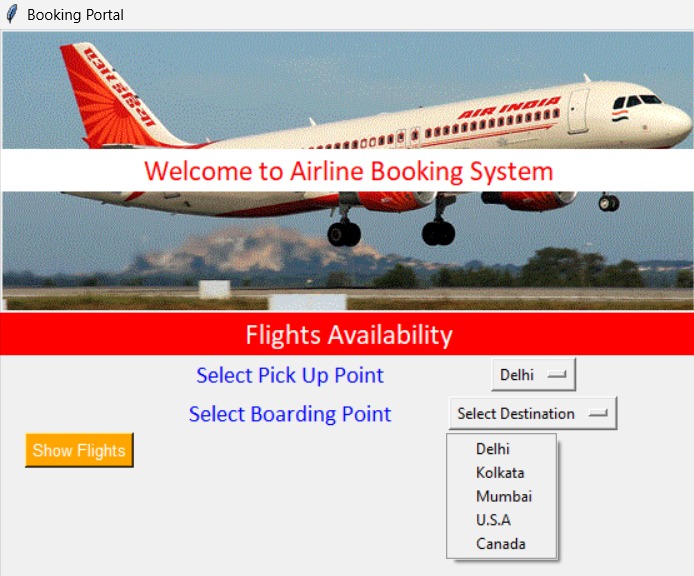 Booking Portal
AIR INDIA
Welcome to Airline Booking System
Flights Availability
Select Pick Up Point
Delhi
Select Boarding Point
Select Destination
Show Flights
Delhi
Kolkata
Mumbai
U.S.A
Canada